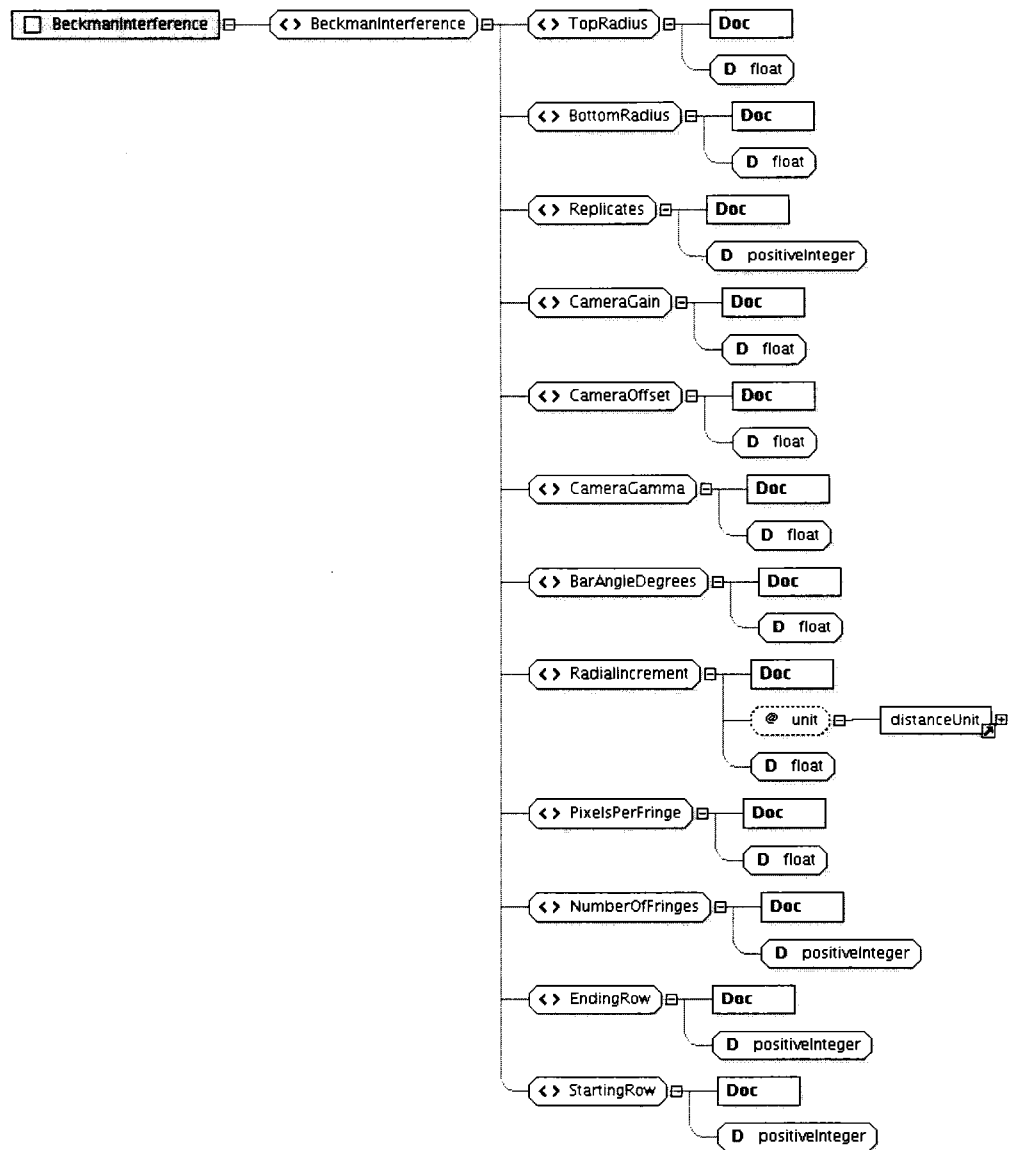 BeckmanInterference <> BeckmanInterference <> TopRadius Doc
D float
<> BottomRadius Doc
D float
<> Replicates Doc
D positiveInteger
<> CameraGain Doc
D float
<> CameraOffset Doc
D float
<> CameraGamma Doc
D float
<> BarAngleDegrees Doc
D float
<> RadialIncrement Doc
@ unit distanceUnit
D float
<> PixelsPerFringe Doc
D float
<> NumberOfFringes Doc
D positiveInteger
<> EndingRow Doc
D positiveInteger
<> StartingRow Doc
D positiveInteger